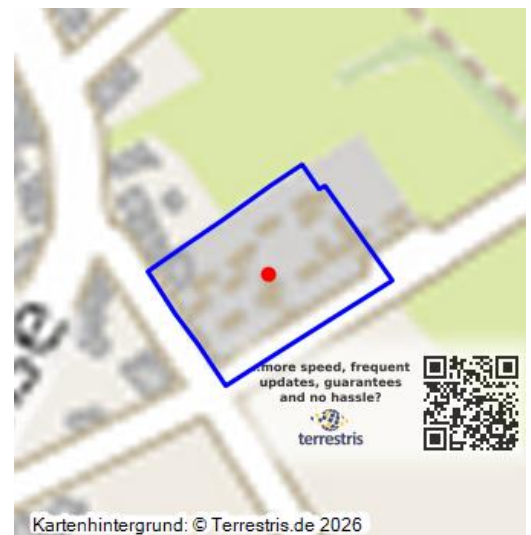 .more speed, frequent
updates, guarantees
and no hassle?
terrestris
Kartenhintergrund: © Terrestris.de 2026